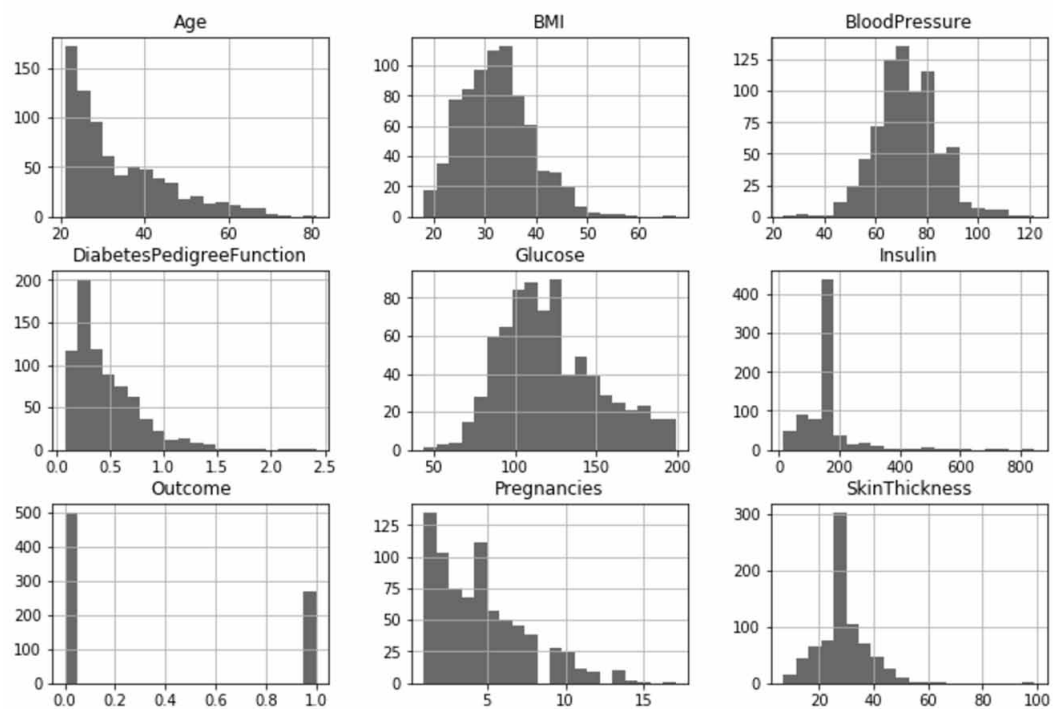 Age
150
100
50
0
20 40 60 80
BMI
100
80
60
40
20
0
20 30 40 50 60
BloodPressure
125
100
75
50
25
0
20 40 60 80 100 120
DiabetesPedigreeFunction
200
150
100
50
0
0.0 0.5 1.0 1.5 2.0 2.5
Glucose
80
60
40
20
0
50 100 150 200
Insulin
400
300
200
100
0
0 200 400 600 800
Outcome
500
400
300
200
100
0
0.0 0.2 0.4 0.6 0.8 1.0
Pregnancies
125
100
75
50
25
0
5 10 15
SkinThickness
300
200
100
0
20 40 60 80 100